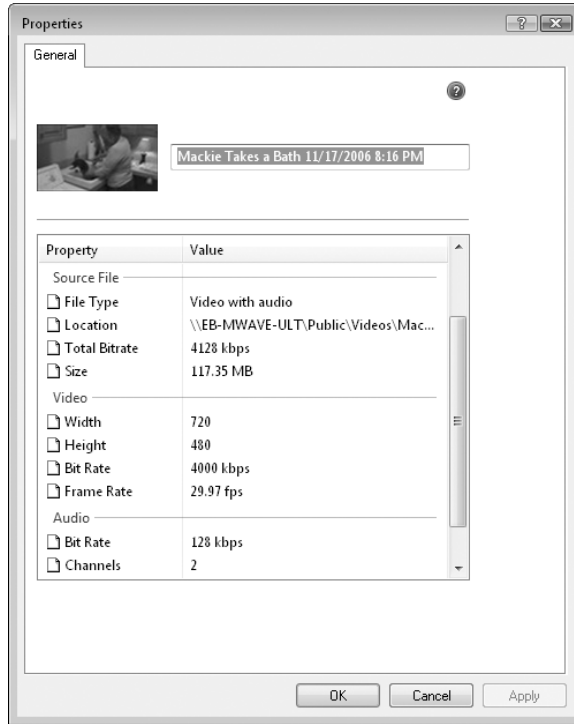 Properties
General
Mackie Takes a Bath 11/17/2006 8:16 PM
Property Value
Source File
File Type Video with audio
Location \\EB-MWAVE-ULT\Public\Videos\Mac...
Total Bitrate 4128 kbps
Size 117.35 MB
Video
Width 720
Height 480
Bit Rate 4000 kbps
Frame Rate 29.97 fps
Audio
Bit Rate 128 kbps
Channels 2
OK Cancel Apply